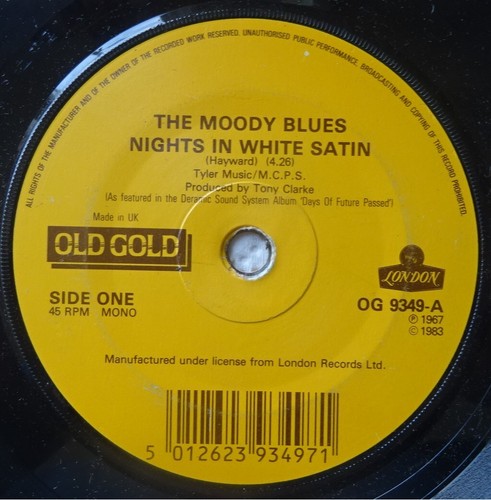 ALL RIGHTS OF THE MANUFACTURER AND OF THE OWNER OF THE RECORDED WORK RESERVED. UNAUTHORISED PUBLIC PERFORMANCE, BROADCASTING AND COPYING OF THIS RECORD PROHIBITED.
THE MOODY BLUES
NIGHTS IN WHITE SATIN
(Hayward) (4.26)
Tyler Music/M.C.P.S.
Produced by Tony Clarke
(As featured in the Deramic Sound System Album 'Days Of Future Passed')
Made in UK
OLD GOLD
LONDON
SIDE ONE
45 RPM MONO
OG 9349-A
Ⓟ 1967
© 1983
Manufactured under license from London Records Ltd.
5 012623 934971